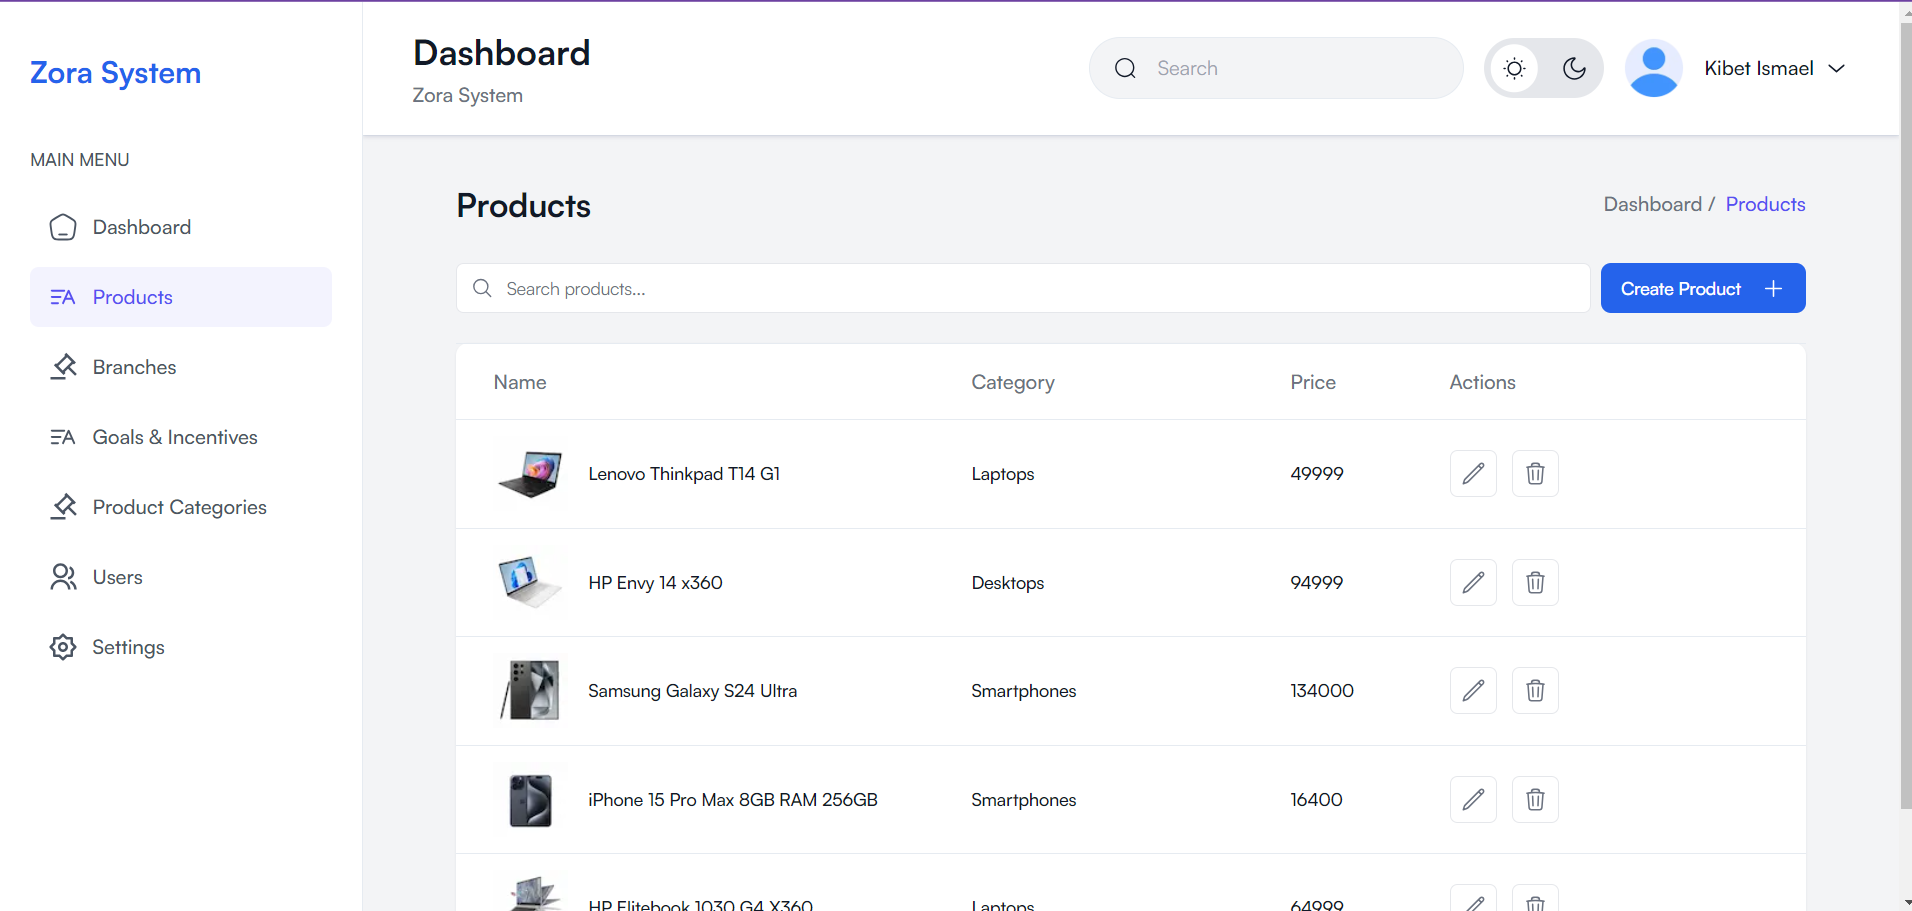 Zora System
MAIN MENU
Dashboard
Products
Branches
Goals & Incentives
Product Categories
Users
Settings
Dashboard
Zora System
Search
Kibet Ismael
Products
Dashboard / Products
Search products...
Create Product
Name Category Price Actions
Lenovo Thinkpad T14 G1 Laptops 49999
HP Envy 14 x360 Desktops 94999
Samsung Galaxy S24 Ultra Smartphones 134000
iPhone 15 Pro Max 8GB RAM 256GB Smartphones 16400
HP Elitebook 1030 G4 X360 Laptops 64999